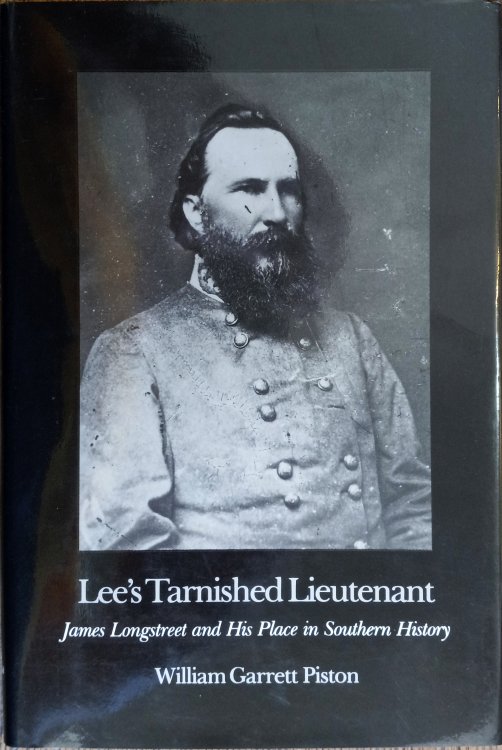 Lee's Tarnished Lieutenant
James Longstreet and His Place in Southern History
William Garrett Piston